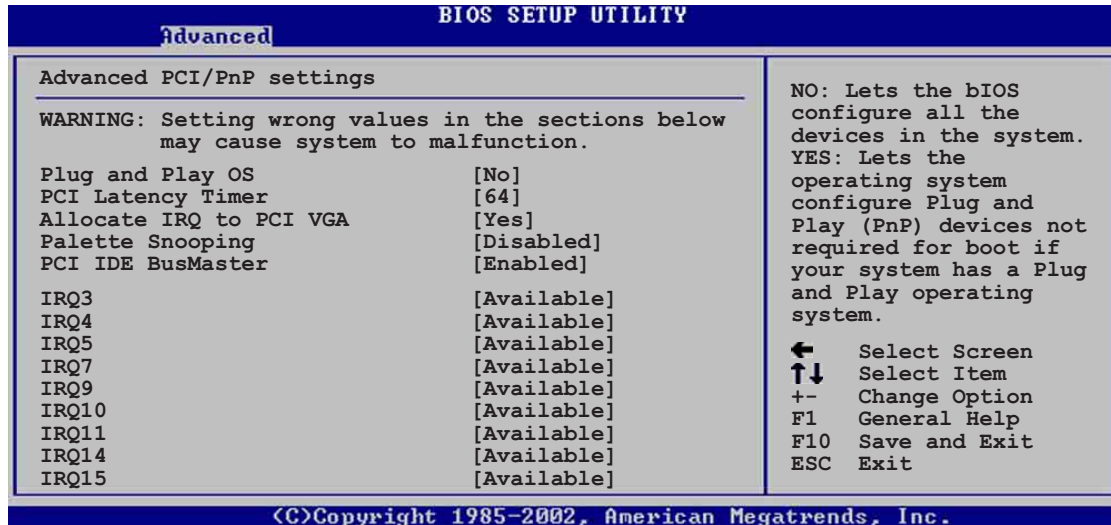 BIOS SETUP UTILITY
Advanced
Advanced PCI/PnP settings
WARNING: Setting wrong values in the sections below
may cause system to malfunction.
Plug and Play OS [No]
PCI Latency Timer [64]
Allocate IRQ to PCI VGA [Yes]
Palette Snooping [Disabled]
PCI IDE BusMaster [Enabled]
IRQ3 [Available]
IRQ4 [Available]
IRQ5 [Available]
IRQ7 [Available]
IRQ9 [Available]
IRQ10 [Available]
IRQ11 [Available]
IRQ14 [Available]
IRQ15 [Available]
NO: Lets the bIOS
configure all the
devices in the system.
YES: Lets the
operating system
configure Plug and
Play (PnP) devices not
required for boot if
your system has a Plug
and Play operating
system.
← Select Screen
↑↓ Select Item
+- Change Option
F1 General Help
F10 Save and Exit
ESC Exit
(C)Copyright 1985-2002, American Megatrends, Inc.